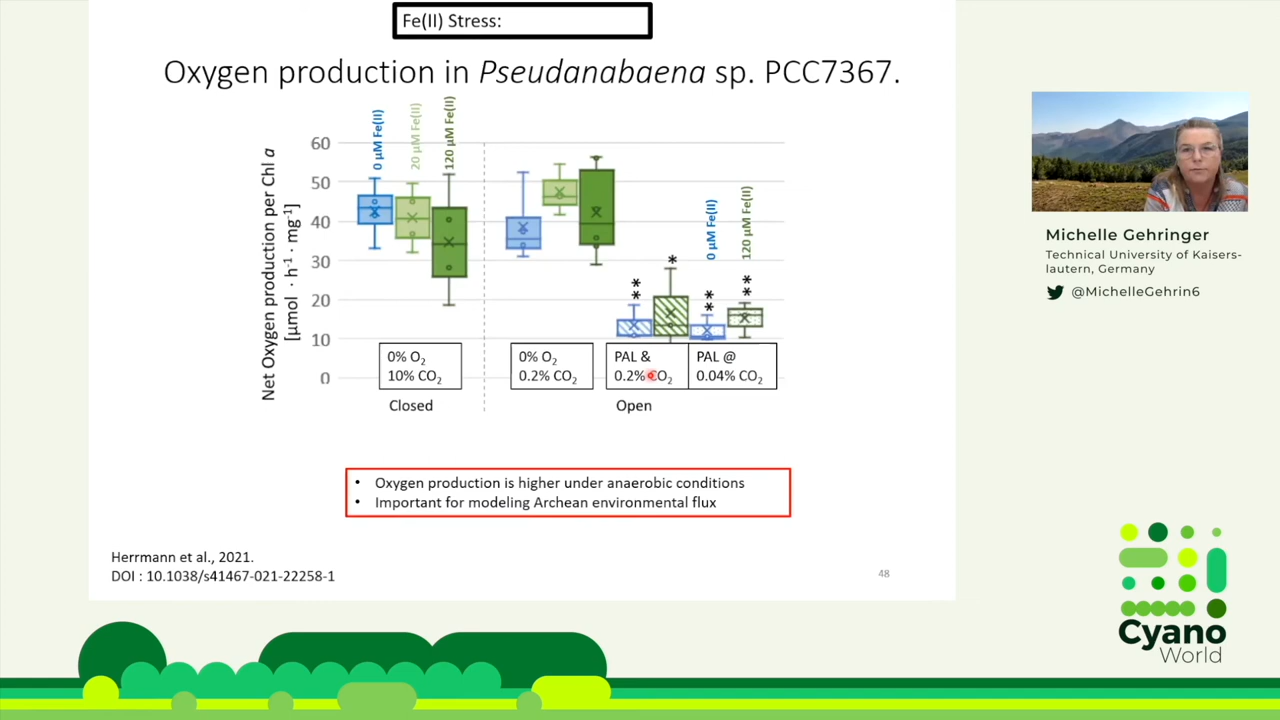 Fe(II) Stress:
Oxygen production in Pseudanabaena sp. PCC7367.
Net Oxygen production per Chl a
[µmol · h⁻¹ · mg⁻¹]
60
50
40
30
20
10
0
0 µM Fe(II)
20 µM Fe(II)
120 µM Fe(II)
**
*
**
**
0 µM Fe(II)
120 µM Fe(II)
0% O₂
10% CO₂
0% O₂
0.2% CO₂
PAL &
0.2% CO₂
PAL @
0.04% CO₂
Closed
Open
• Oxygen production is higher under anaerobic conditions
• Important for modeling Archean environmental flux
Herrmann et al., 2021.
DOI : 10.1038/s41467-021-22258-1
48
Michelle Gehringer
Technical University of Kaisers-
lautern, Germany
@MichelleGehrin6
Cyano
World